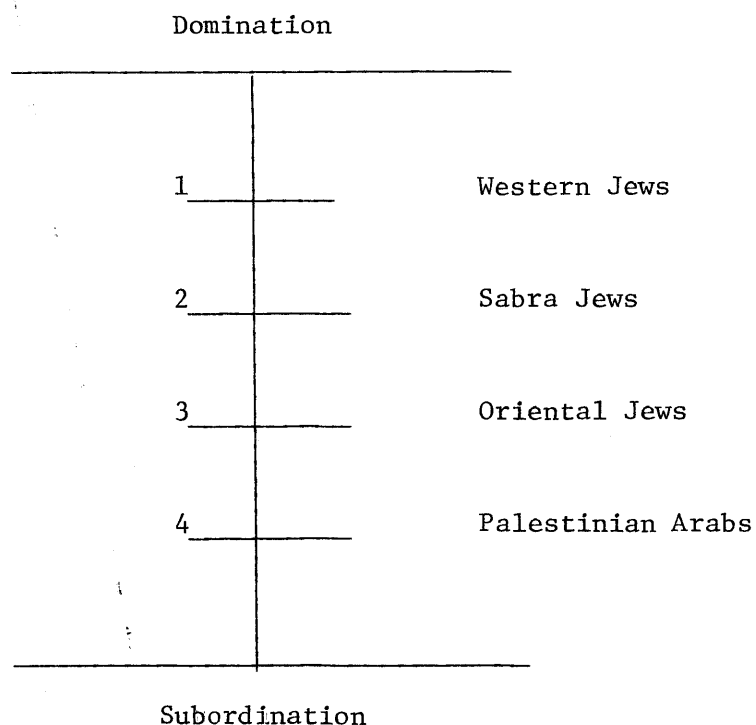 Domination
1 Western Jews
2 Sabra Jews
3 Oriental Jews
4 Palestinian Arabs
Subordination